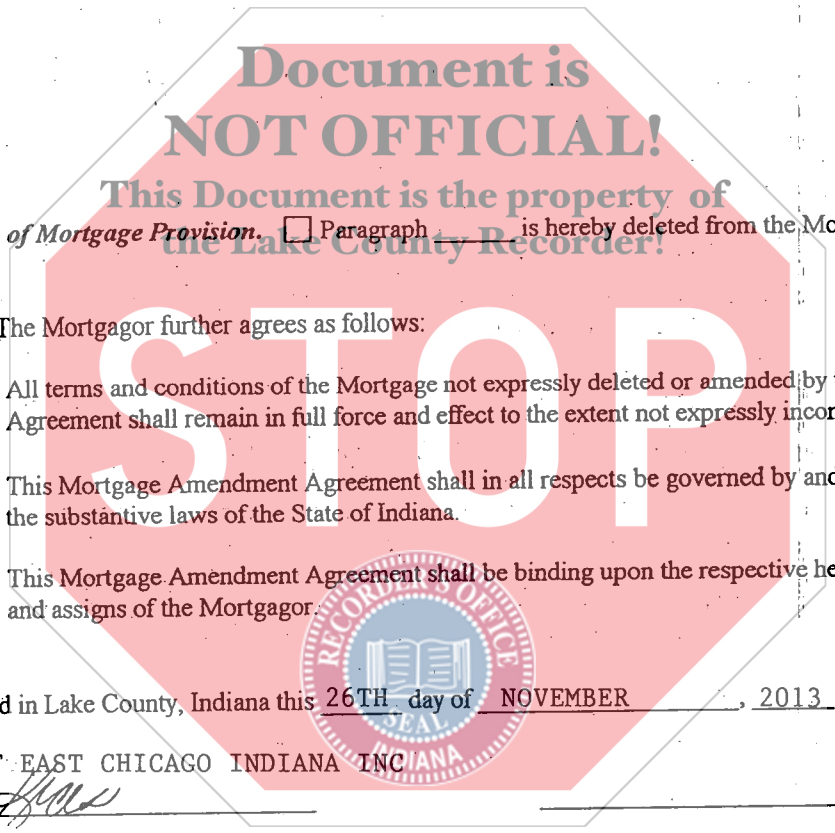 Document is
NOT OFFICIAL!
This Document is the property of
the Lake County Recorder!
of Mortgage Provision. Paragraph ______ is hereby deleted from the Mo
The Mortgagor further agrees as follows:
All terms and conditions of the Mortgage not expressly deleted or amended by
Agreement shall remain in full force and effect to the extent not expressly incor
This Mortgage Amendment Agreement shall in all respects be governed by and
the substantive laws of the State of Indiana.
This Mortgage Amendment Agreement shall be binding upon the respective he
and assigns of the Mortgagor.
d in Lake County, Indiana this 26TH day of NOVEMBER, 2013
EAST CHICAGO INDIANA INC
STOP
RECORDER'S OFFICE
SEAL
INDIANA